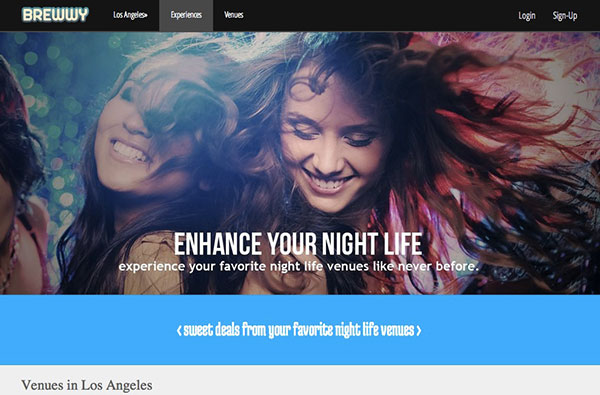 BREWWY
Los Angeles▸ Experiences Venues Login Sign-Up
ENHANCE YOUR NIGHT LIFE
experience your favorite night life venues like never before.
< sweet deals from your favorite night life venues >
Venues in Los Angeles